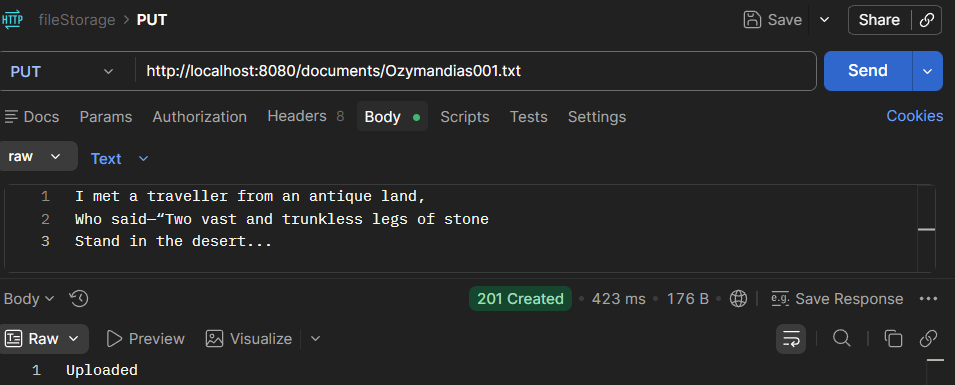 HTTP fileStorage > PUT Save Share
PUT http://localhost:8080/documents/Ozymandias001.txt Send
Docs Params Authorization Headers 8 Body Scripts Tests Settings Cookies
raw Text
1 I met a traveller from an antique land,
2 Who said—“Two vast and trunkless legs of stone
3 Stand in the desert...
Body 201 Created • 423 ms • 176 B e.g. Save Response
Raw Preview Visualize
1 Uploaded